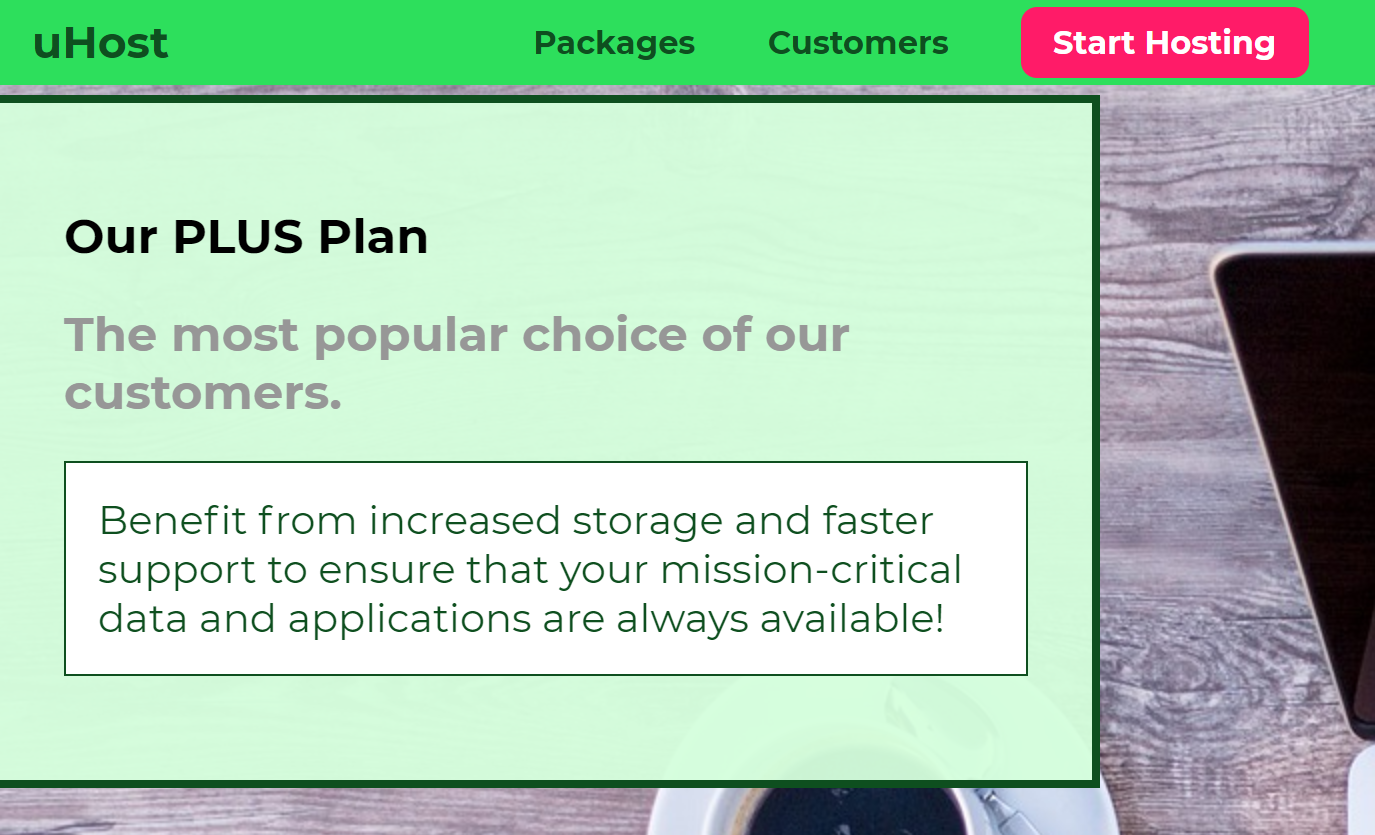 uHost
Packages
Customers
Start Hosting
Our PLUS Plan
The most popular choice of our
customers.
Benefit from increased storage and faster
support to ensure that your mission-critical
data and applications are always available!